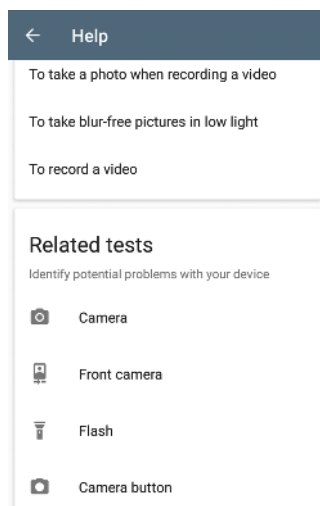 Help
To take a photo when recording a video
To take blur-free pictures in low light
To record a video
Related tests
Identify potential problems with your device
Camera
Front camera
Flash
Camera button